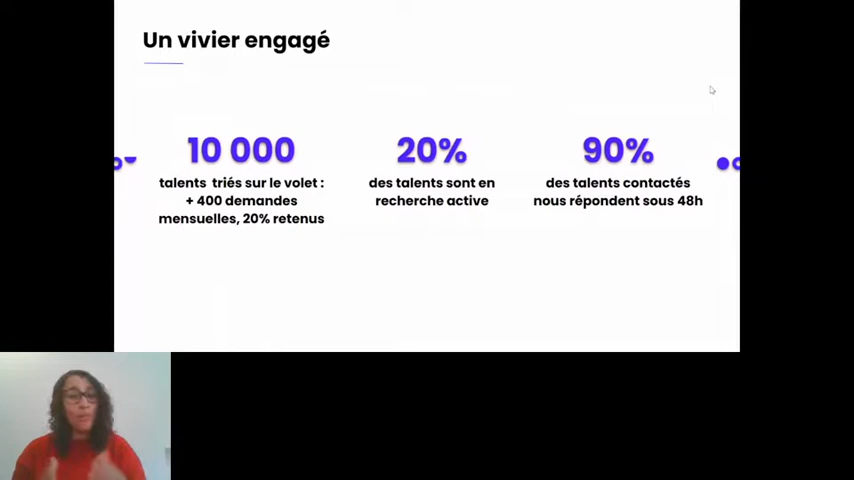 Un vivier engagé
10 000
talents triés sur le volet :
+ 400 demandes
mensuelles, 20% retenus
20%
des talents sont en
recherche active
90%
des talents contactés
nous répondent sous 48h